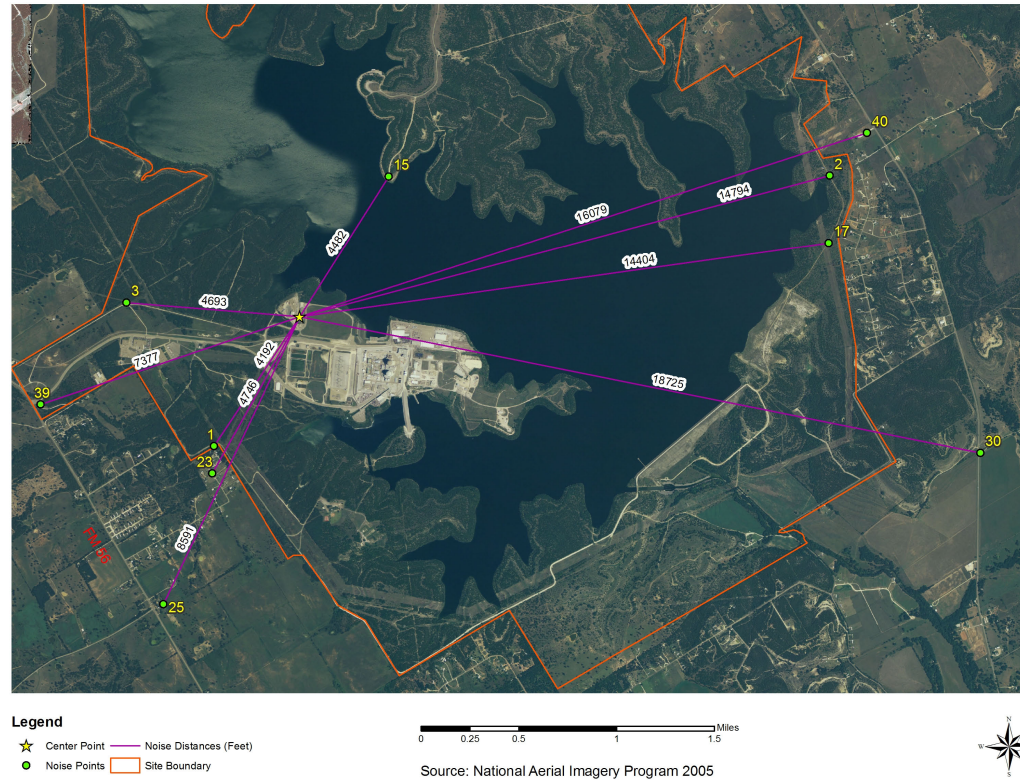 40
15
2
14794
16079
17
4482
14404
3
4693
4192
7377
18725
4746
39
1
30
23
8591
25
Legend
Center Point
Noise Distances (Feet)
Noise Points
Site Boundary
Miles
0 0.25 0.5 1 1.5
Source: National Aerial Imagery Program 2005
N
W
S